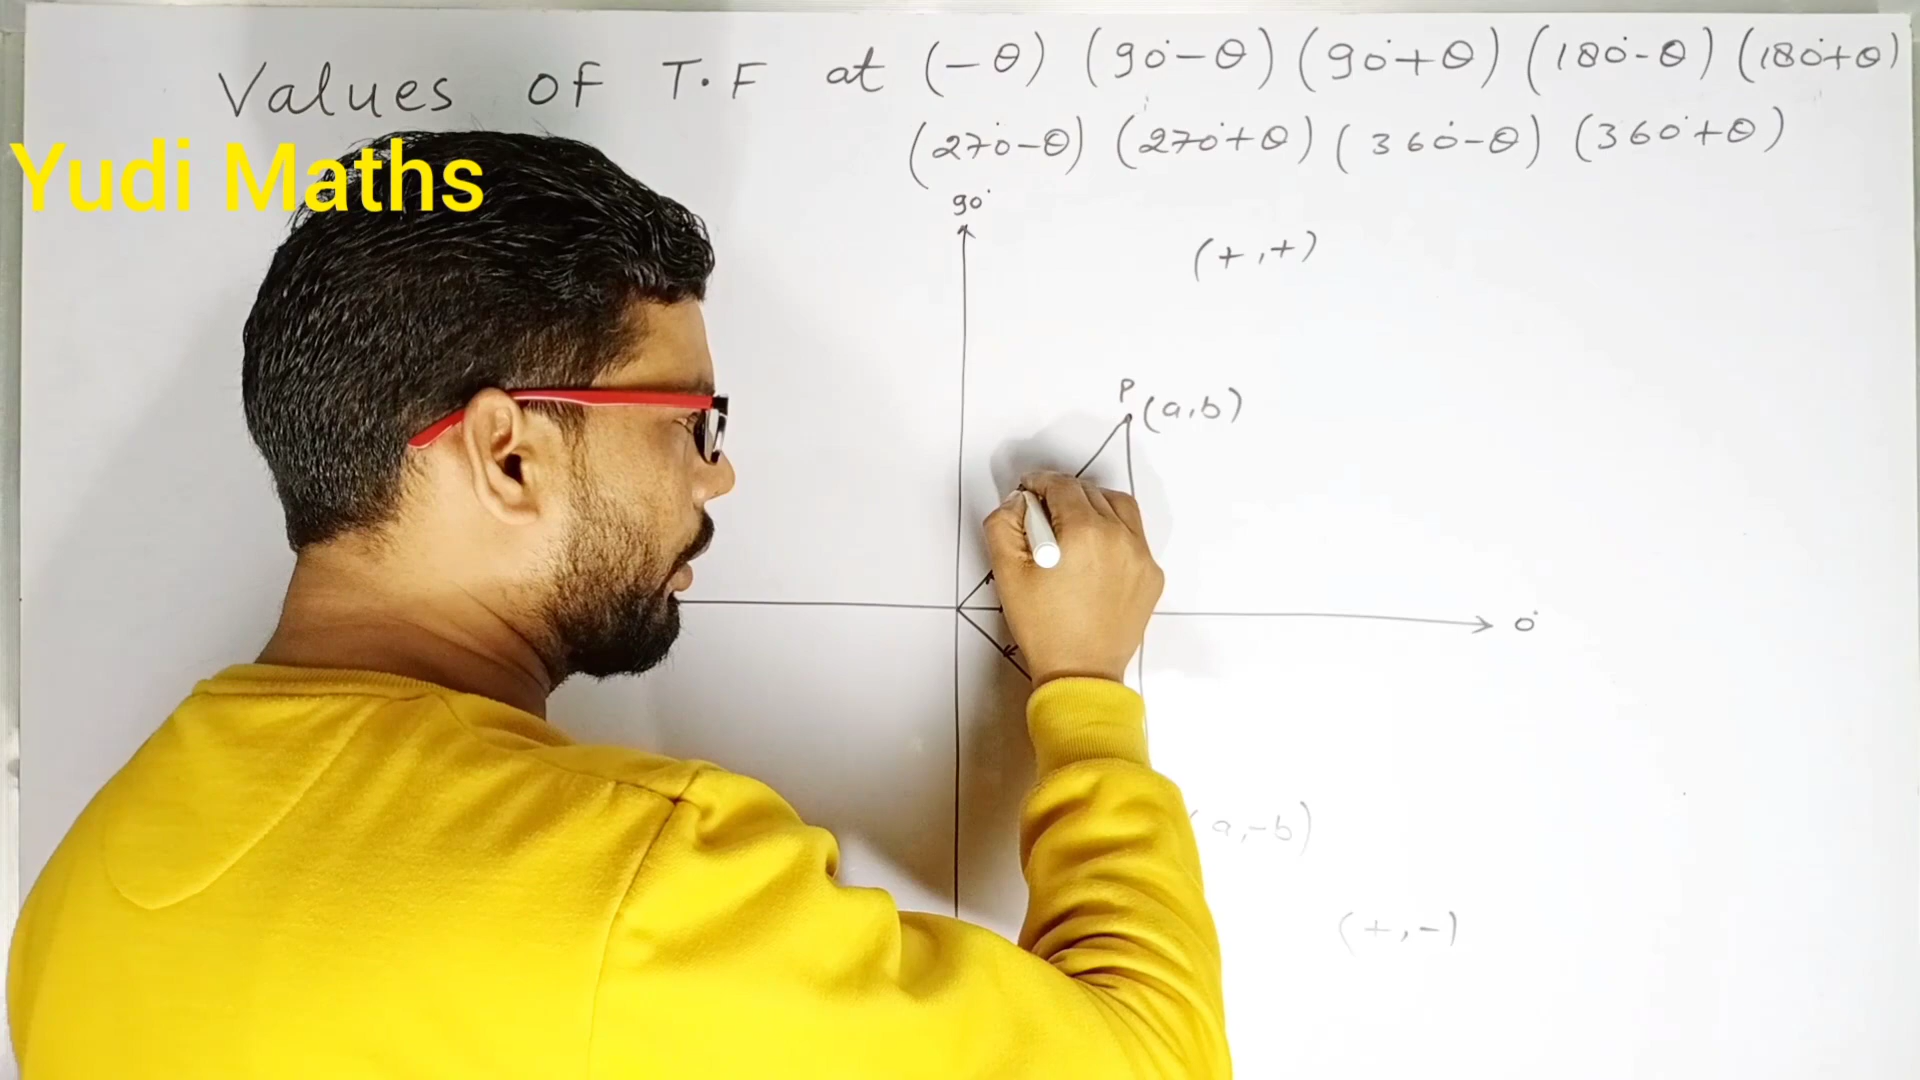 Values of T.F at (-θ) (90°-θ) (90°+θ) (180°-θ) (180°+θ)
(270°-θ) (270°+θ) (360°-θ) (360°+θ)
Yudi Maths
90°
(+,+)
P
(a,b)
0°
(a,-b)
(+,-)